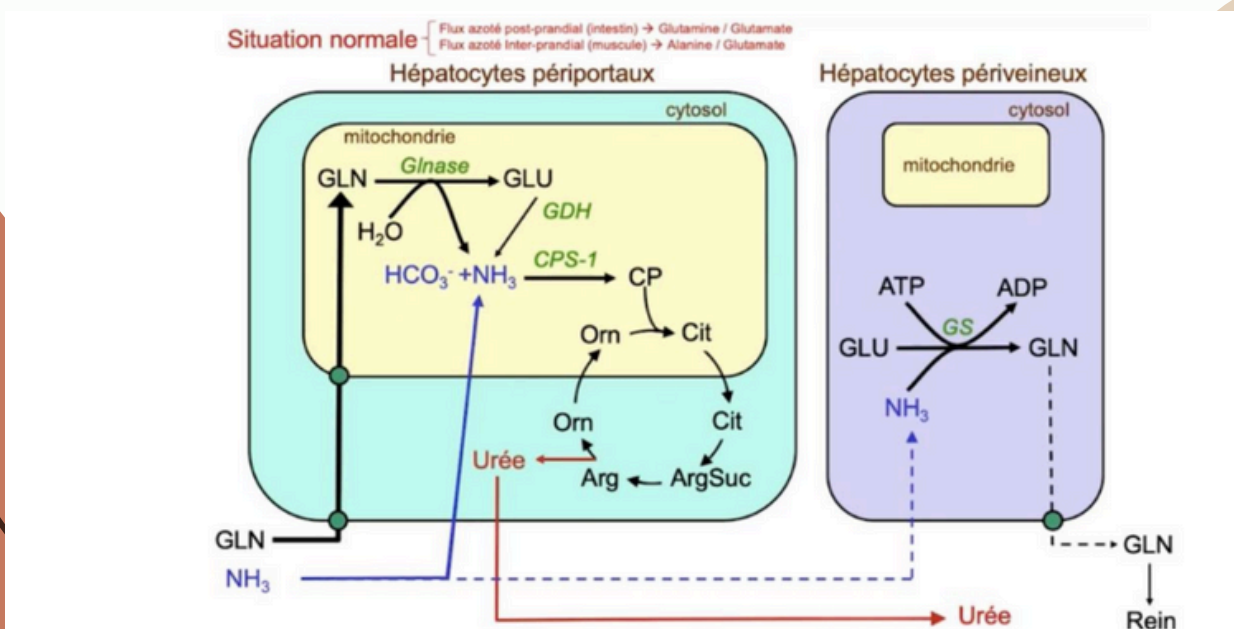 Situation normale
Flux azoté post-prandial (intestin) → Glutamine / Glutamate
Flux azoté Inter-prandial (muscule) → Alanine / Glutamate
Hépatocytes périportaux
Hépatocytes périveineux
cytosol
cytosol
mitochondrie
mitochondrie
Glnase
GLN
GLU
H₂O
GDH
HCO₃⁻ +NH₃
CPS-1
CP
ATP
ADP
Orn
Cit
GS
GLU
GLN
NH₃
Orn
Cit
Urée
Arg
ArgSuc
GLN
GLN
NH₃
Urée
Rein